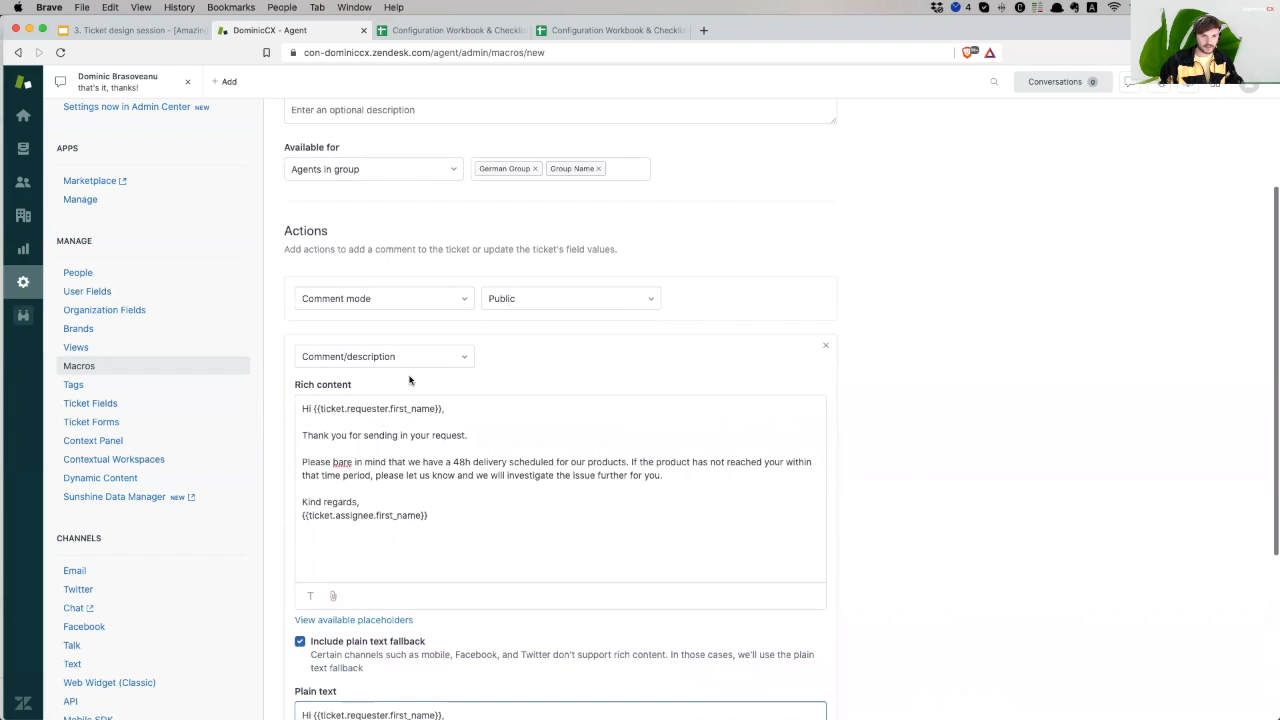 Brave File Edit View History Bookmarks People Tab Window Help
3. Ticket design session - [Amazing
DominicCX - Agent
Configuration Workbook & Checklis
Configuration Workbook & Checklis
con-dominiccx.zendesk.com/agent/admin/macros/new
Dominic Brasoveanu
that's it, thanks!
Add
Conversations 0
Settings now in Admin Center NEW
APPS
Marketplace
Manage
MANAGE
People
User Fields
Organization Fields
Brands
Views
Macros
Tags
Ticket Fields
Ticket Forms
Context Panel
Contextual Workspaces
Dynamic Content
Sunshine Data Manager NEW
CHANNELS
Email
Twitter
Chat
Facebook
Talk
Text
Web Widget (Classic)
API
Mobile SDK
Enter an optional description
Available for
Agents in group
German Group
Group Name
Actions
Add actions to add a comment to the ticket or update the ticket's field values.
Comment mode
Public
Comment/description
Rich content
Hi {{ticket.requester.first_name}},
Thank you for sending in your request.
Please bare in mind that we have a 48h delivery scheduled for our products. If the product has not reached your within
that time period, please let us know and we will investigate the issue further for you.
Kind regards,
{{ticket.assignee.first_name}}
View available placeholders
Include plain text fallback
Certain channels such as mobile, Facebook, and Twitter don't support rich content. In those cases, we'll use the plain
text fallback
Plain text
Hi {{ticket.requester.first_name}},